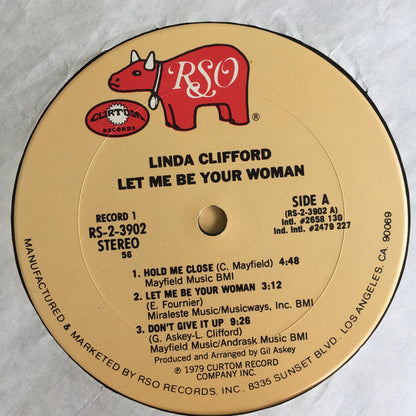 RSO
CURTOM
RECORDS
®
LINDA CLIFFORD
LET ME BE YOUR WOMAN
RECORD 1
RS-2-3902
STEREO
56
SIDE A
(RS-2-3902 A)
Intl. #2658 130
Ind. Intl. #2479 227
1. HOLD ME CLOSE (C. Mayfield) 4:48
Mayfield Music BMI
2. LET ME BE YOUR WOMAN 3:12
(E. Fournier)
Miraleste Music/Musicways, Inc. BMI
3. DON'T GIVE IT UP 9:26
(G. Askey-L. Clifford)
Mayfield Music/Andrask Music BMI
Produced and Arranged by Gil Askey
℗ 1979 CURTOM RECORD
COMPANY INC.
MANUFACTURED & MARKETED BY RSO RECORDS, INC., 8335 SUNSET BLVD., LOS ANGELES, CA. 90069